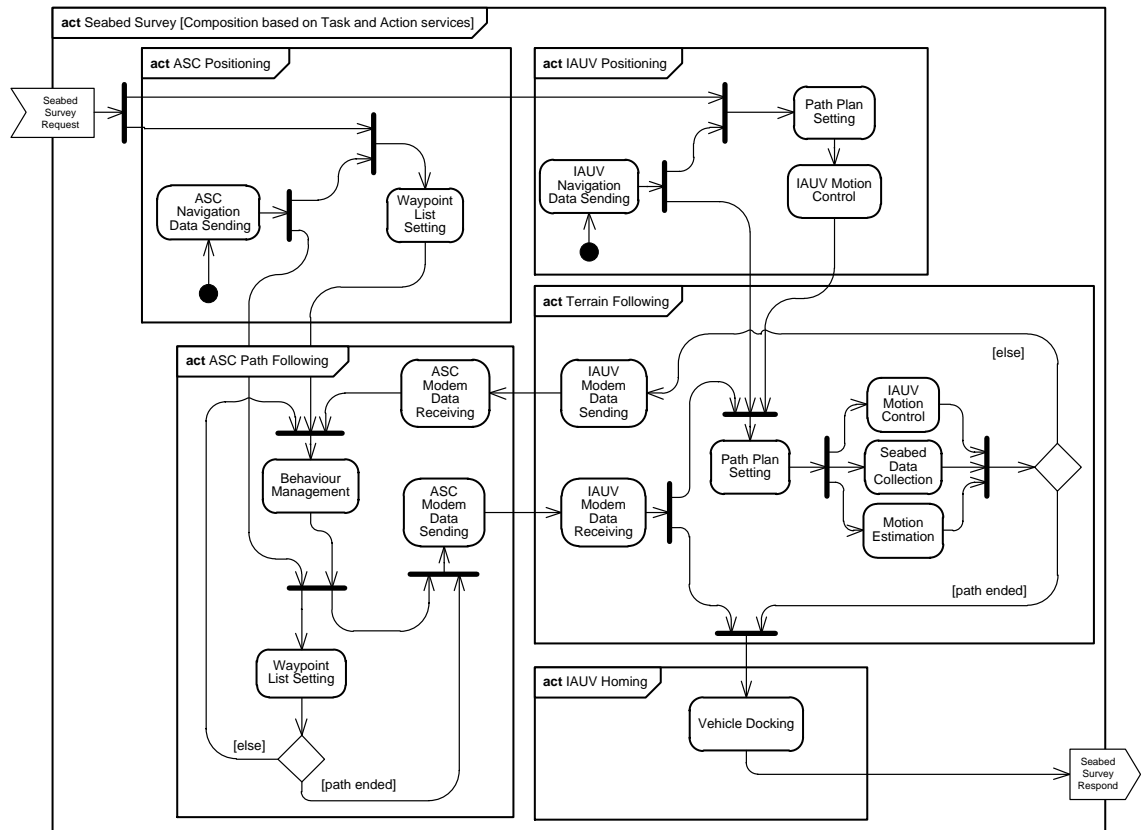 act Seabed Survey [Composition based on Task and Action services]
act ASC Positioning
act IAUV Positioning
Seabed
Survey
Request
Path Plan
Setting
IAUV
Navigation
Data Sending
IAUV Motion
Control
ASC
Navigation
Data Sending
Waypoint
List
Setting
act Terrain Following
act ASC Path Following
[else]
ASC
Modem
Data
Receiving
IAUV
Modem
Data
Sending
IAUV
Motion
Control
Path Plan
Setting
Seabed
Data
Collection
Behaviour
Management
ASC
Modem
Data
Sending
IAUV
Modem
Data
Receiving
Motion
Estimation
[path ended]
Waypoint
List Setting
act IAUV Homing
Vehicle Docking
[else]
[path ended]
Seabed
Survey
Respond